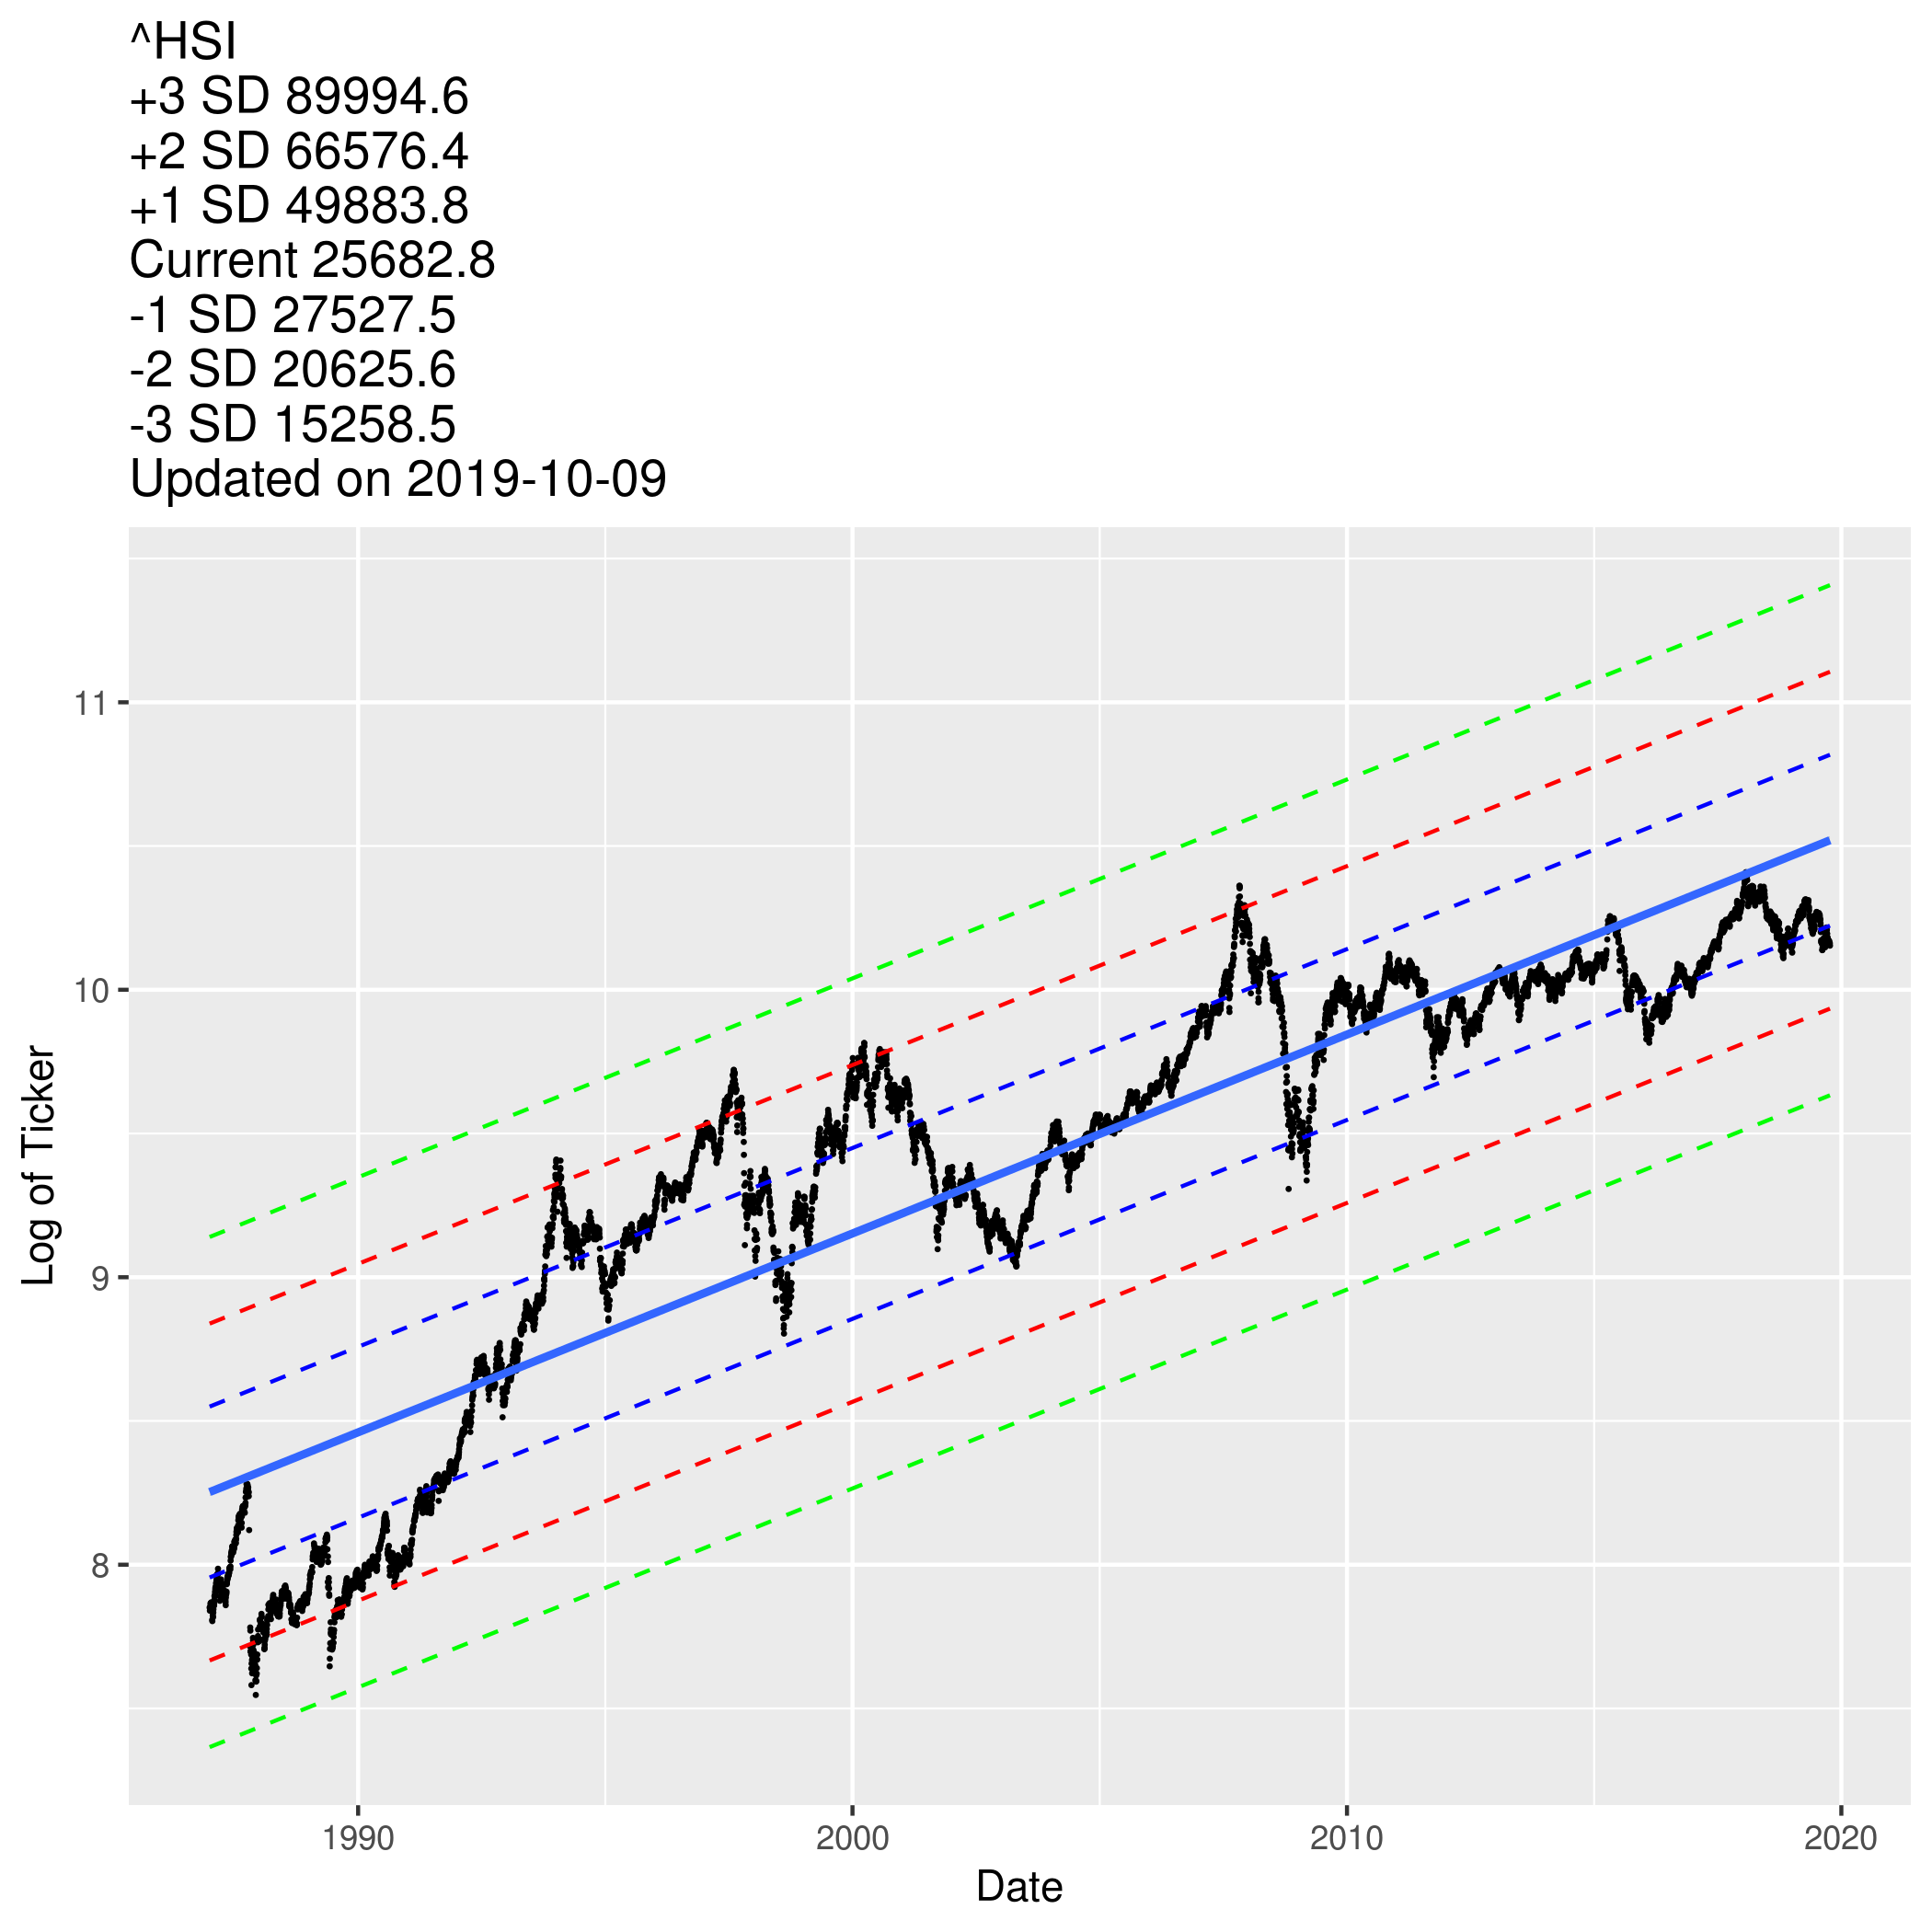 ^HSI
+3 SD 89994.6
+2 SD 66576.4
+1 SD 49883.8
Current 25682.8
-1 SD 27527.5
-2 SD 20625.6
-3 SD 15258.5
Updated on 2019-10-09
Log of Ticker
11
10
9
8
1990 2000 2010 2020
Date